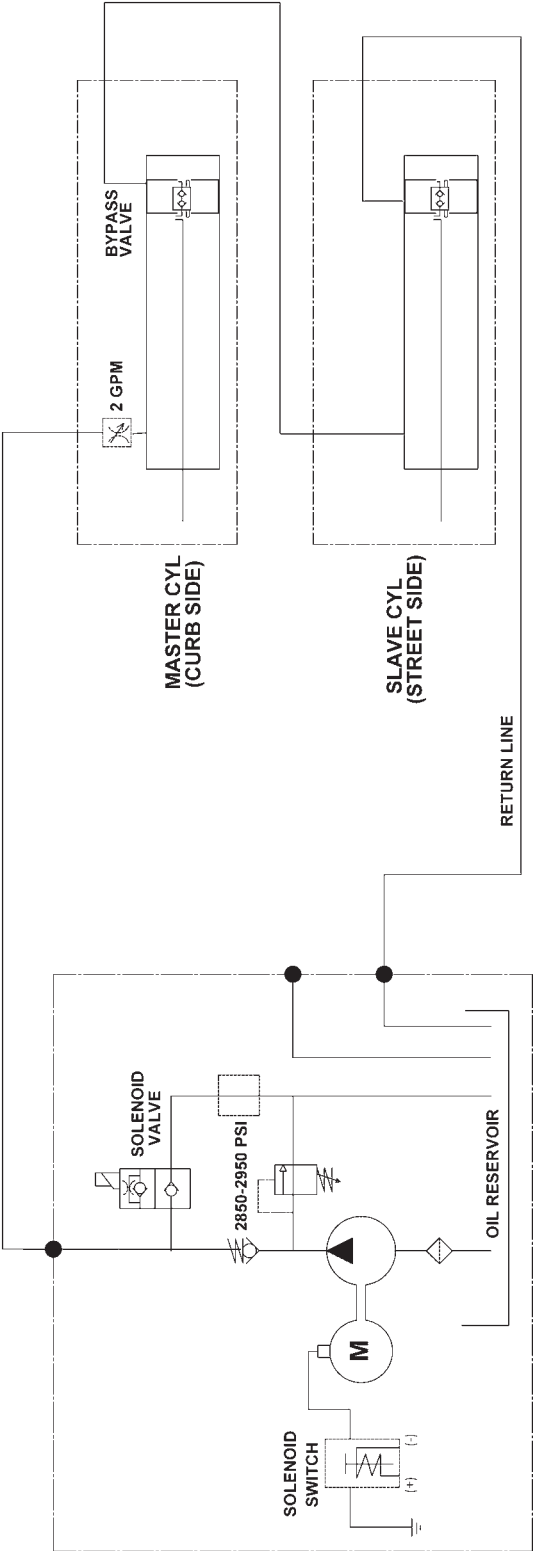 BYPASS
VALVE
2 GPM
MASTER CYL
(CURB SIDE)
SLAVE CYL
(STREET SIDE)
RETURN LINE
SOLENOID
VALVE
2850-2950 PSI
OIL RESERVOIR
M
SOLENOID
SWITCH
(+)
(-)